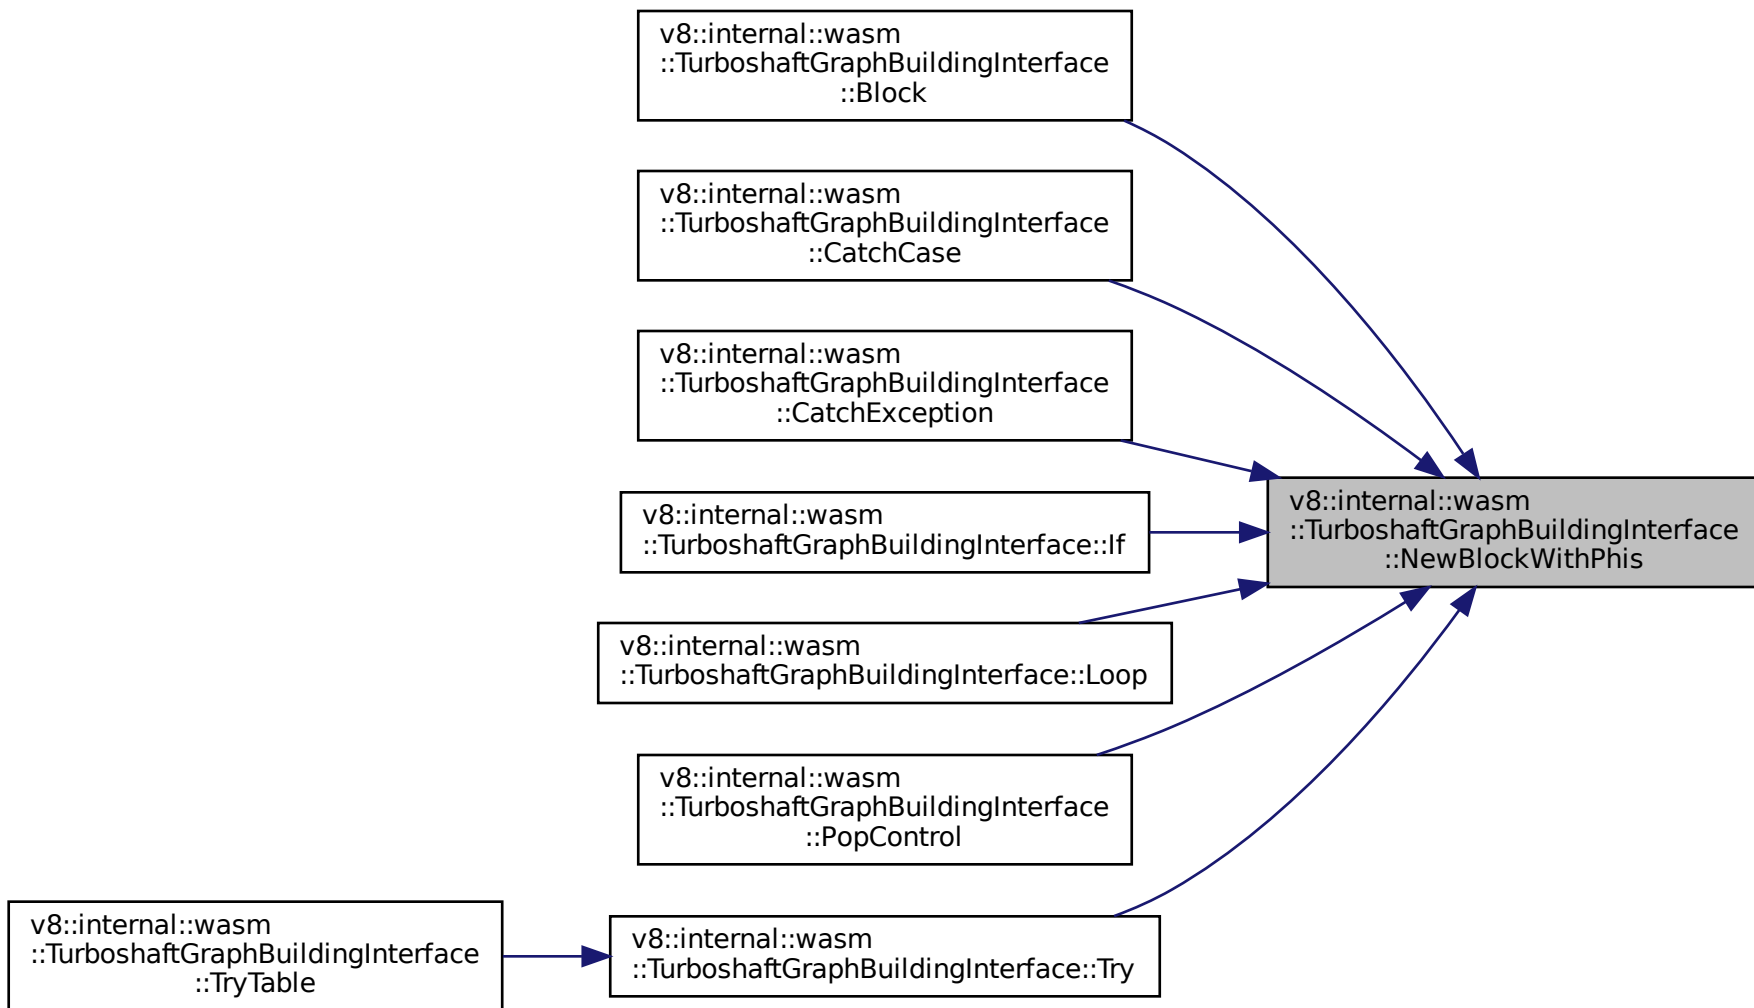 v8::internal::wasm
::TurboshaftGraphBuildingInterface
::Block
v8::internal::wasm
::TurboshaftGraphBuildingInterface
::CatchCase
v8::internal::wasm
::TurboshaftGraphBuildingInterface
::CatchException
v8::internal::wasm
::TurboshaftGraphBuildingInterface::If
v8::internal::wasm
::TurboshaftGraphBuildingInterface
::NewBlockWithPhis
v8::internal::wasm
::TurboshaftGraphBuildingInterface::Loop
v8::internal::wasm
::TurboshaftGraphBuildingInterface
::PopControl
v8::internal::wasm
::TurboshaftGraphBuildingInterface
::TryTable
v8::internal::wasm
::TurboshaftGraphBuildingInterface::Try